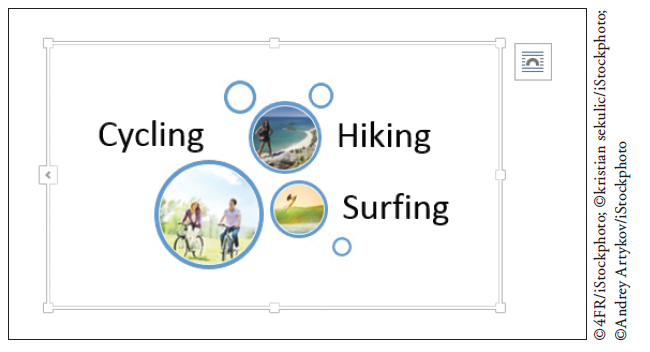 Cycling
Hiking
Surfing
©4FR/iStockphoto; ©kristian sekulic/iStockphoto;
©Andrey Artykov/iStockphoto